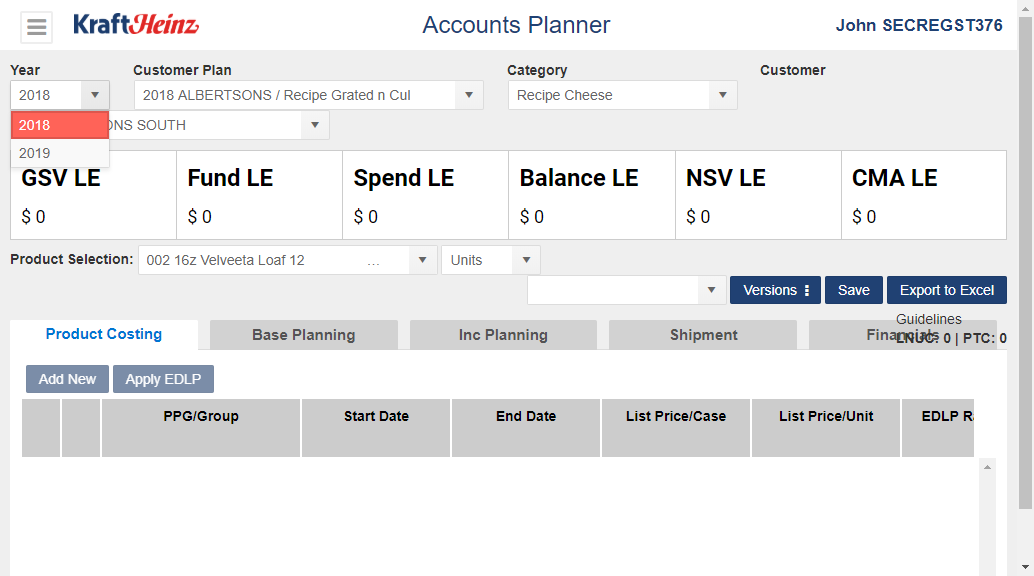 KraftHeinz
Accounts Planner
John SECREGST376
Year
Customer Plan
Category
Customer
2018
2018 ALBERTSONS / Recipe Grated n Cul
Recipe Cheese
2018
ONS SOUTH
2019
GSV LE
Fund LE
Spend LE
Balance LE
NSV LE
CMA LE
$ 0
$ 0
$ 0
$ 0
$ 0
$ 0
Product Selection:
002 16z Velveeta Loaf 12 ...
Units
Versions
Save
Export to Excel
Guidelines
Product Costing
Base Planning
Inc Planning
Shipment
Financials
LNUC: 0 | PTC: 0
Add New
Apply EDLP
PPG/Group
Start Date
End Date
List Price/Case
List Price/Unit
EDLP R